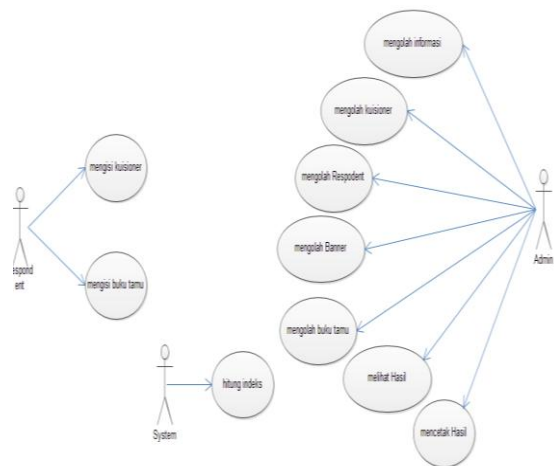 mengolah informasi
mengolah kuisioner
mengisi kuisioner
mengolah Respodent
espond
ent
Admin
mengolah Banner
mengisi buku tamu
mengolah buku tamu
hitung indeks
melihat Hasil
System
mencetak Hasil